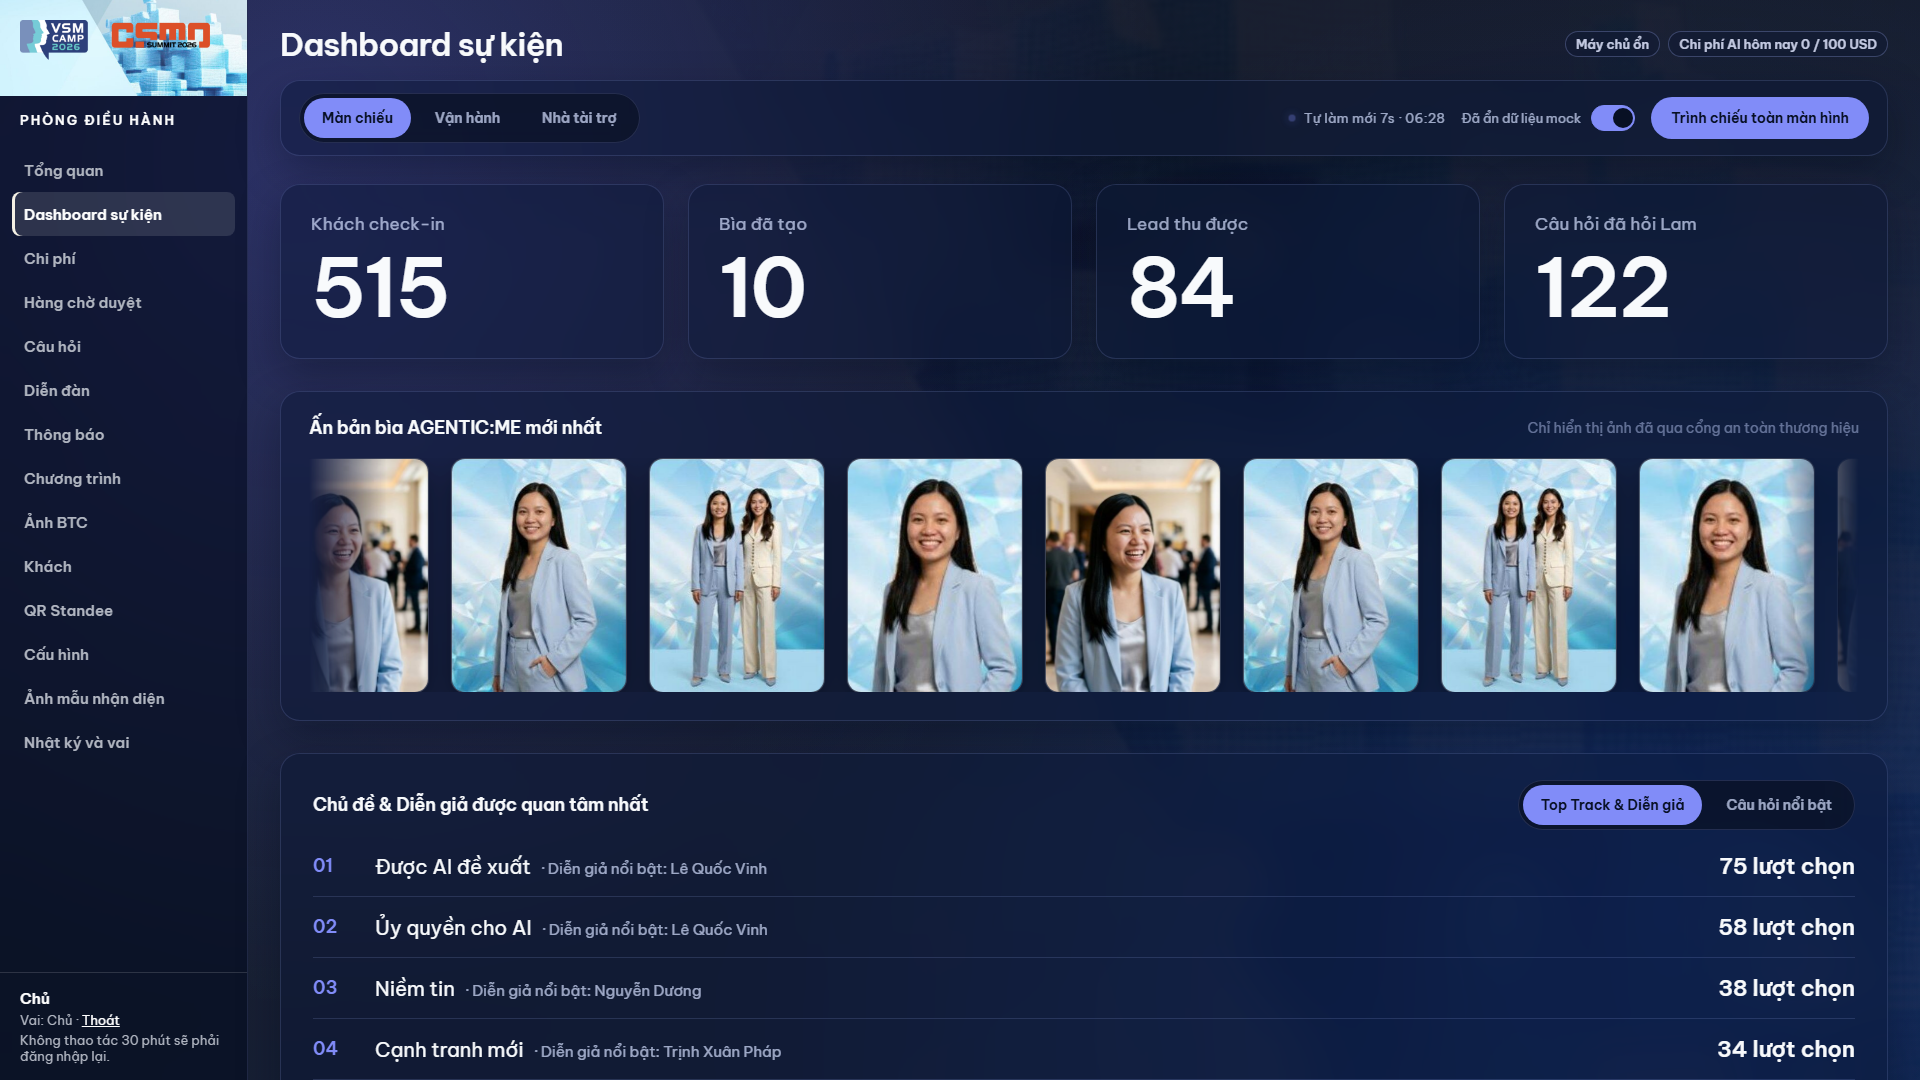 VSM
CAMP
2026
CSMO
SUMMIT 2026
PHÒNG ĐIỀU HÀNH
Tổng quan
Dashboard sự kiện
Chi phí
Hàng chờ duyệt
Câu hỏi
Diễn đàn
Thông báo
Chương trình
Ảnh BTC
Khách
QR Standee
Cấu hình
Ảnh mẫu nhận diện
Nhật ký và vai
Chủ
Vai: Chủ · Thoát
Không thao tác 30 phút sẽ phải
đăng nhập lại.
Dashboard sự kiện
Máy chủ ổn
Chi phí AI hôm nay 0 / 100 USD
Màn chiếu
Vận hành
Nhà tài trợ
Tự làm mới 7s · 06:28
Đã ẩn dữ liệu mock
Trình chiếu toàn màn hình
Khách check-in
515
Bìa đã tạo
10
Lead thu được
84
Câu hỏi đã hỏi Lam
122
Ấn bản bìa AGENTIC:ME mới nhất
Chỉ hiển thị ảnh đã qua cổng an toàn thương hiệu
Chủ đề & Diễn giả được quan tâm nhất
Top Track & Diễn giả
Câu hỏi nổi bật
01 Được AI đề xuất · Diễn giả nổi bật: Lê Quốc Vinh 75 lượt chọn
02 Ủy quyền cho AI · Diễn giả nổi bật: Lê Quốc Vinh 58 lượt chọn
03 Niềm tin · Diễn giả nổi bật: Nguyễn Dương 38 lượt chọn
04 Cạnh tranh mới · Diễn giả nổi bật: Trịnh Xuân Pháp 34 lượt chọn